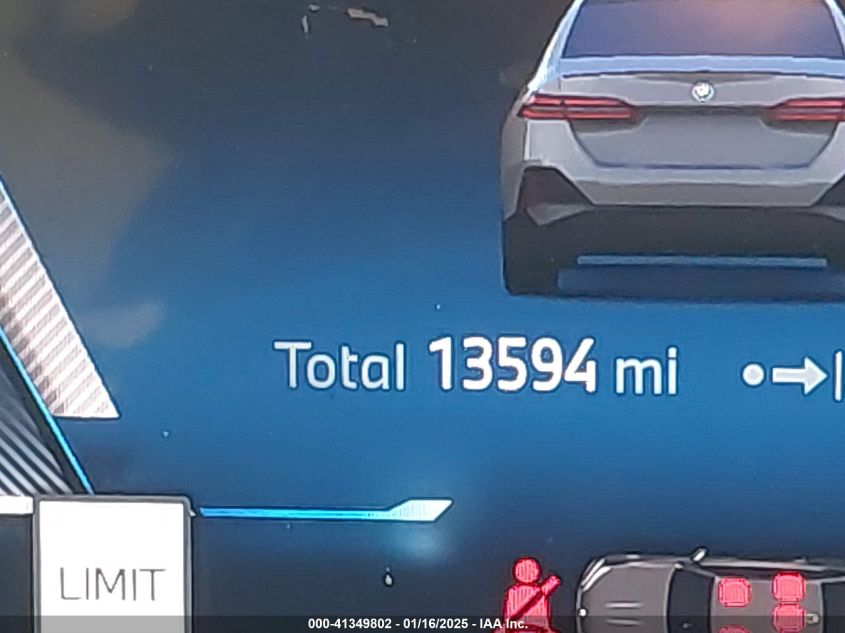 Total 13594 mi
LIMIT
000-41349802 - 01/16/2025 - IAA Inc.